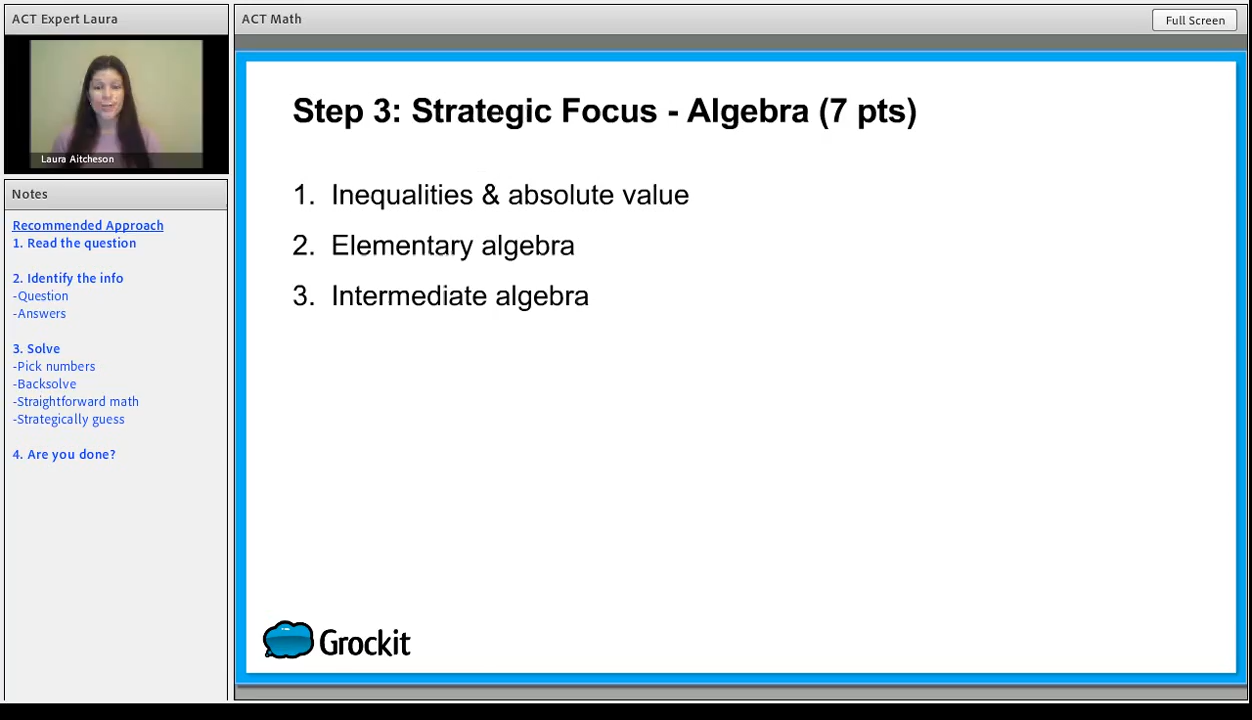 ACT Expert Laura
Laura Aitcheson
Notes
Recommended Approach
1. Read the question
2. Identify the info
-Question
-Answers
3. Solve
-Pick numbers
-Backsolve
-Straightforward math
-Strategically guess
4. Are you done?
ACT Math
Full Screen
Step 3: Strategic Focus - Algebra (7 pts)
1. Inequalities & absolute value
2. Elementary algebra
3. Intermediate algebra
Grockit